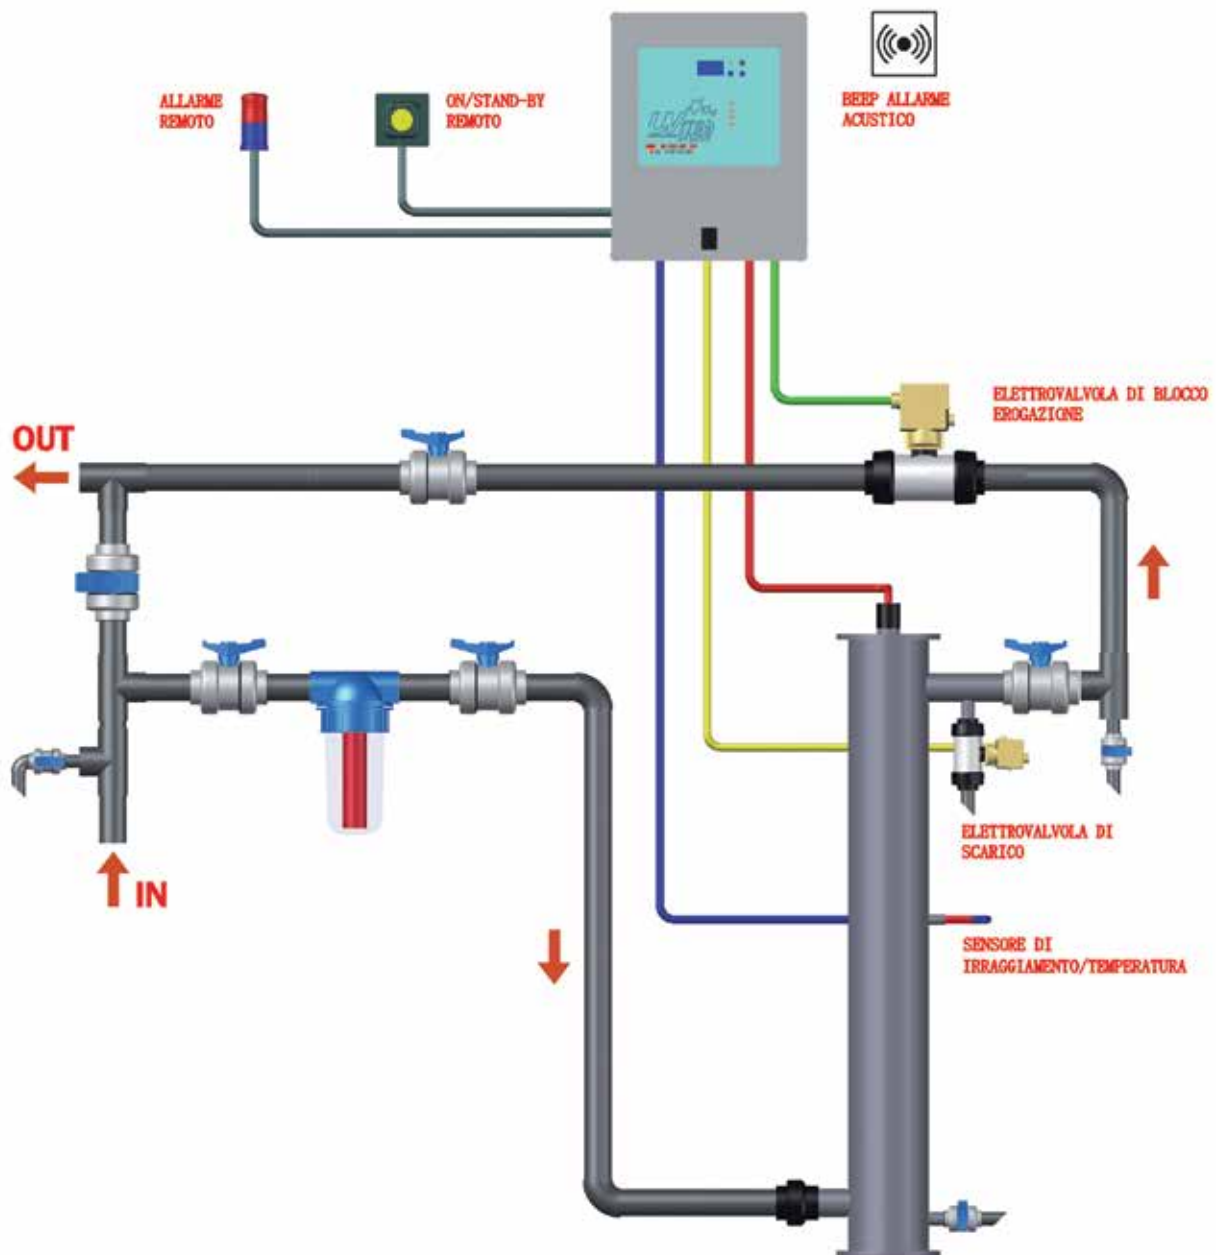 ALLARME
REMOTO
ON/STAND-BY
REMOTO
BEEP ALLARME
ACUSTICO
ELETTROVALVOLA DI BLOCCO
EROGAZIONE
OUT
ELETTROVALVOLA DI
SCARICO
IN
SENSORE DI
IRRAGGIAMENTO/TEMPERATURA